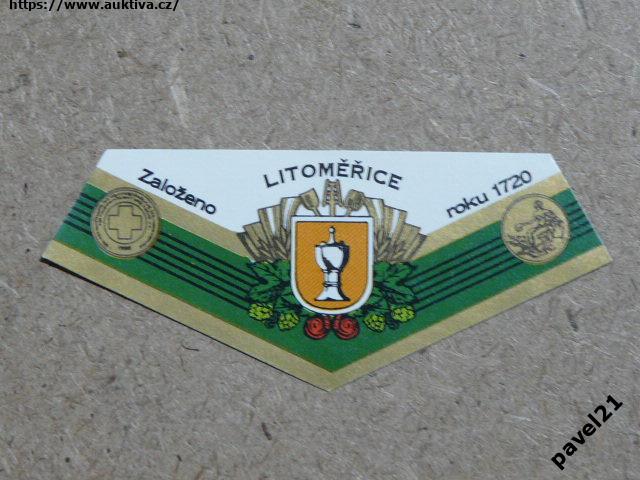 https://www.auktiva.cz/
LITOMĚŘICE
Založeno
roku 1720
pavel21